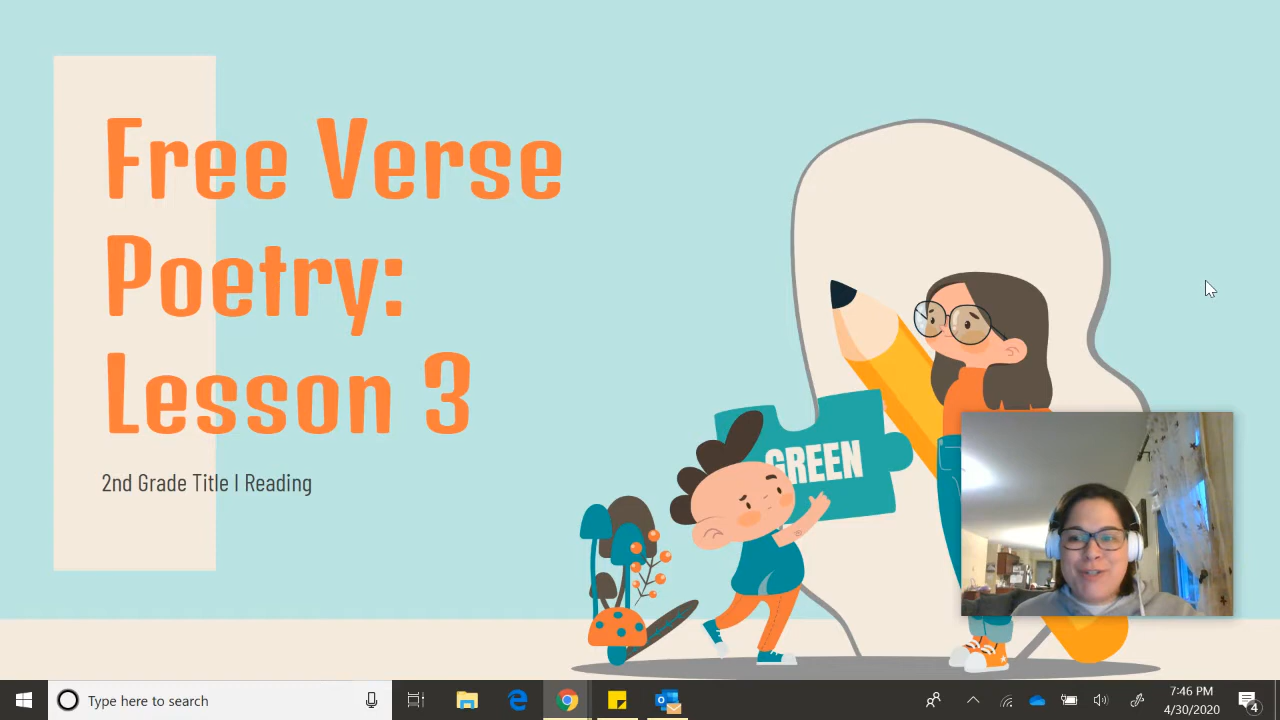 Free Verse
Poetry:
Lesson 3
2nd Grade Title I Reading
GREEN
Type here to search
7:46 PM
4/30/2020
4